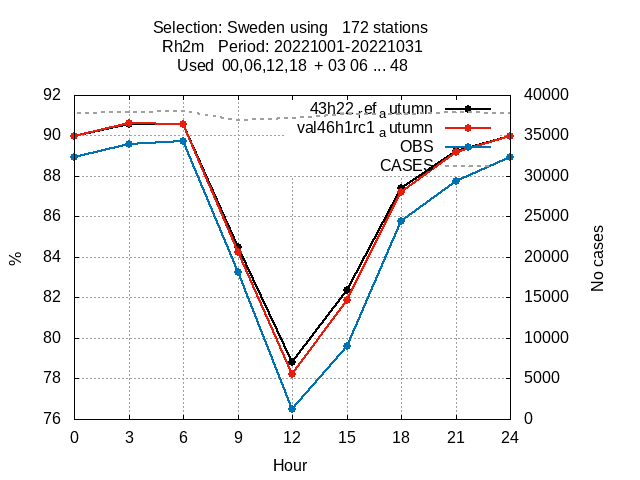 Selection: Sweden using   172 stations
Rh2m   Period: 20221001-20221031
Used  00,06,12,18  + 03 06 ... 48
92 40000
43h22_ref_autumn
val46h1rc1_autumn
90 35000
OBS
CASES
88 30000
86 25000
84 20000
% No cases
82 15000
80 10000
78 5000
76 0
0 3 6 9 12 15 18 21 24
Hour